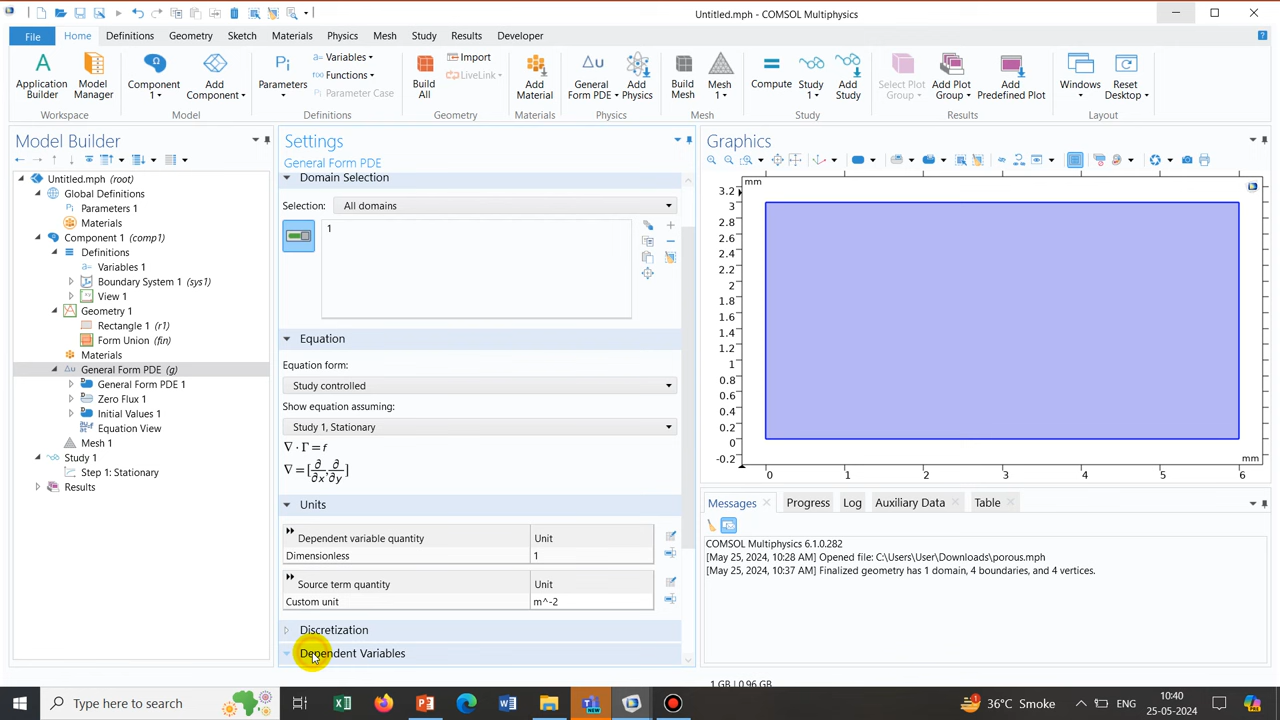 Untitled.mph - COMSOL Multiphysics
File Home Definitions Geometry Sketch Materials Physics Mesh Study Results Developer
Application Builder
Model Manager
Component 1
Add Component
Parameters
Variables
Functions
Parameter Case
Build All
Import
LiveLink
Add Material
General Form PDE
Add Physics
Build Mesh
Mesh 1
Compute
Study 1
Add Study
Select Plot Group
Add Plot Group
Add Predefined Plot
Windows
Reset Desktop
Workspace Model Definitions Geometry Materials Physics Mesh Study Results Layout
Model Builder
Untitled.mph (root)
Global Definitions
Parameters 1
Materials
Component 1 (comp1)
Definitions
Variables 1
Boundary System 1 (sys1)
View 1
Geometry 1
Rectangle 1 (r1)
Form Union (fin)
Materials
General Form PDE (g)
General Form PDE 1
Zero Flux 1
Initial Values 1
Equation View
Mesh 1
Study 1
Step 1: Stationary
Results
Settings
General Form PDE
Domain Selection
Selection: All domains
1
Equation
Equation form:
Study controlled
Show equation assuming:
Study 1, Stationary
∇ · Γ = f
∇ = [∂/∂x, ∂/∂y]
Units
Dependent variable quantity Unit
Dimensionless 1
Source term quantity Unit
Custom unit m^-2
Discretization
Dependent Variables
Graphics
mm
3.2
3
2.8
2.6
2.4
2.2
2
1.8
1.6
1.4
1.2
1
0.8
0.6
0.4
0.2
0
-0.2
mm
0 1 2 3 4 5 6
Messages Progress Log Auxiliary Data Table
COMSOL Multiphysics 6.1.0.282
[May 25, 2024, 10:28 AM] Opened file: C:\Users\User\Downloads\porous.mph
[May 25, 2024, 10:37 AM] Finalized geometry has 1 domain, 4 boundaries, and 4 vertices.
1 GB | 0.96 GB
Type here to search
36°C Smoke
ENG
10:40
25-05-2024